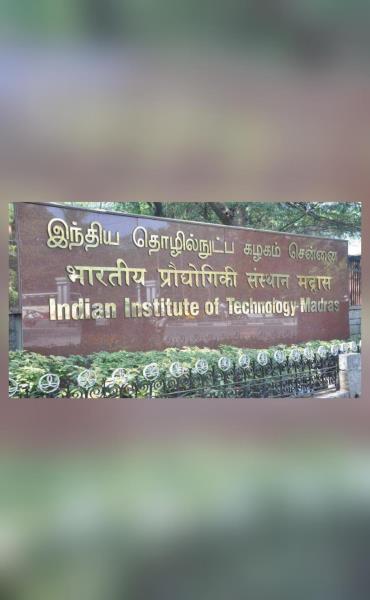 இந்திய தொழில்நுட்ப கழகம் சென்னை
भारतीय प्रौद्योगिकी संस्थान मद्रास
Indian Institute of Technology Madras